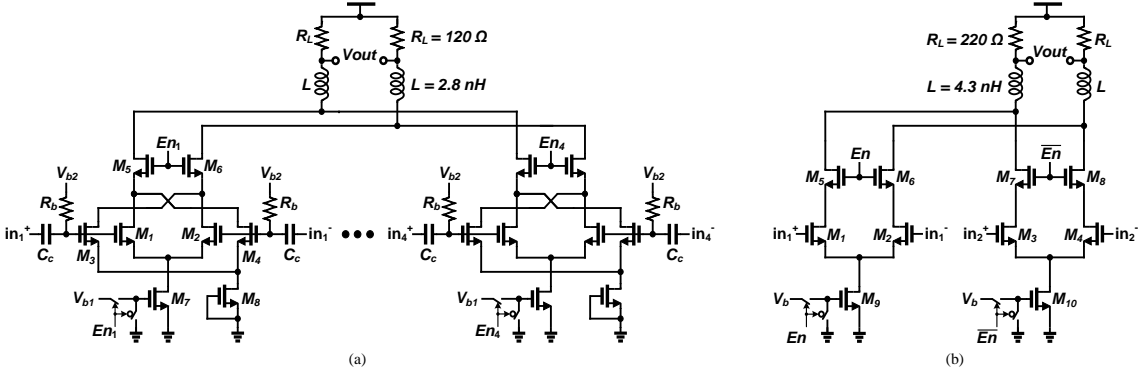 R_L R_L = 120 Ω
Vout
L L = 2.8 nH
En_1 En_4
M_5 M_6
V_b2 V_b2 V_b2 V_b2
R_b R_b R_b R_b
in_1^+ M_1 M_2 in_1^- in_4^+ in_4^-
C_c M_3 M_4 C_c C_c C_c
V_b1 M_7 M_8 V_b1
En_1 En_4
(a)
R_L = 220 Ω R_L
Vout
L = 4.3 nH L
En \overline{En}
M_5 M_6 M_7 M_8
in_1^+ M_1 M_2 in_1^- in_2^+ M_3 M_4 in_2^-
V_b M_9 V_b M_10
En \overline{En}
(b)